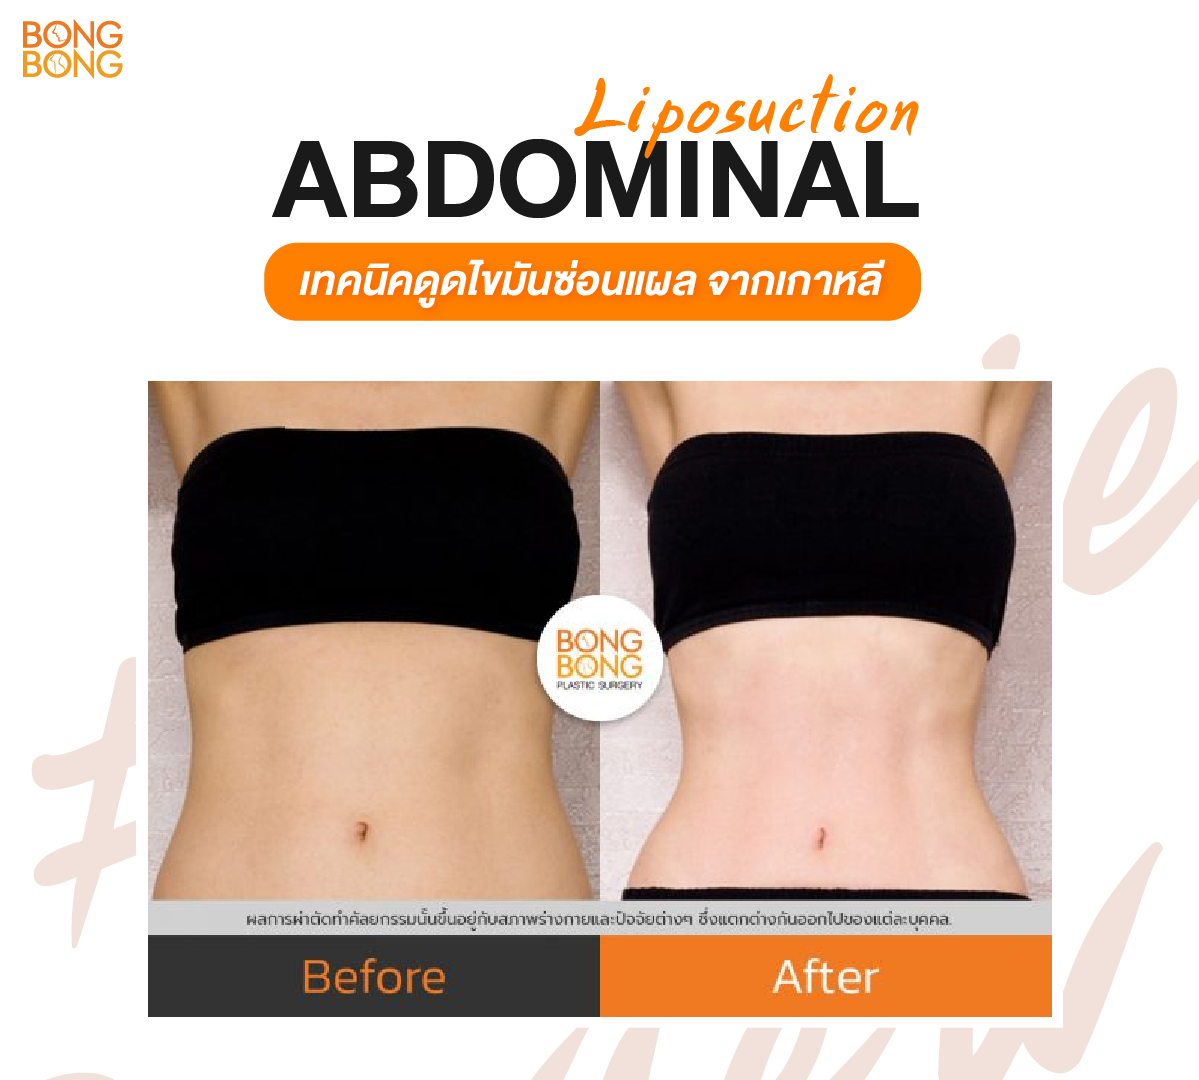 BONG
BONG
Liposuction
ABDOMINAL
เทคนิคดูดไขมันซ่อนแผล จากเกาหลี
BONG
BONG
PLASTIC SURGERY
ผลการผ่าตัดทำศัลยกรรมนั้นขึ้นอยู่กับสภาพร่างกายและปัจจัยต่างๆ ซึ่งแตกต่างกันออกไปของแต่ละบุคคล.
Before
After